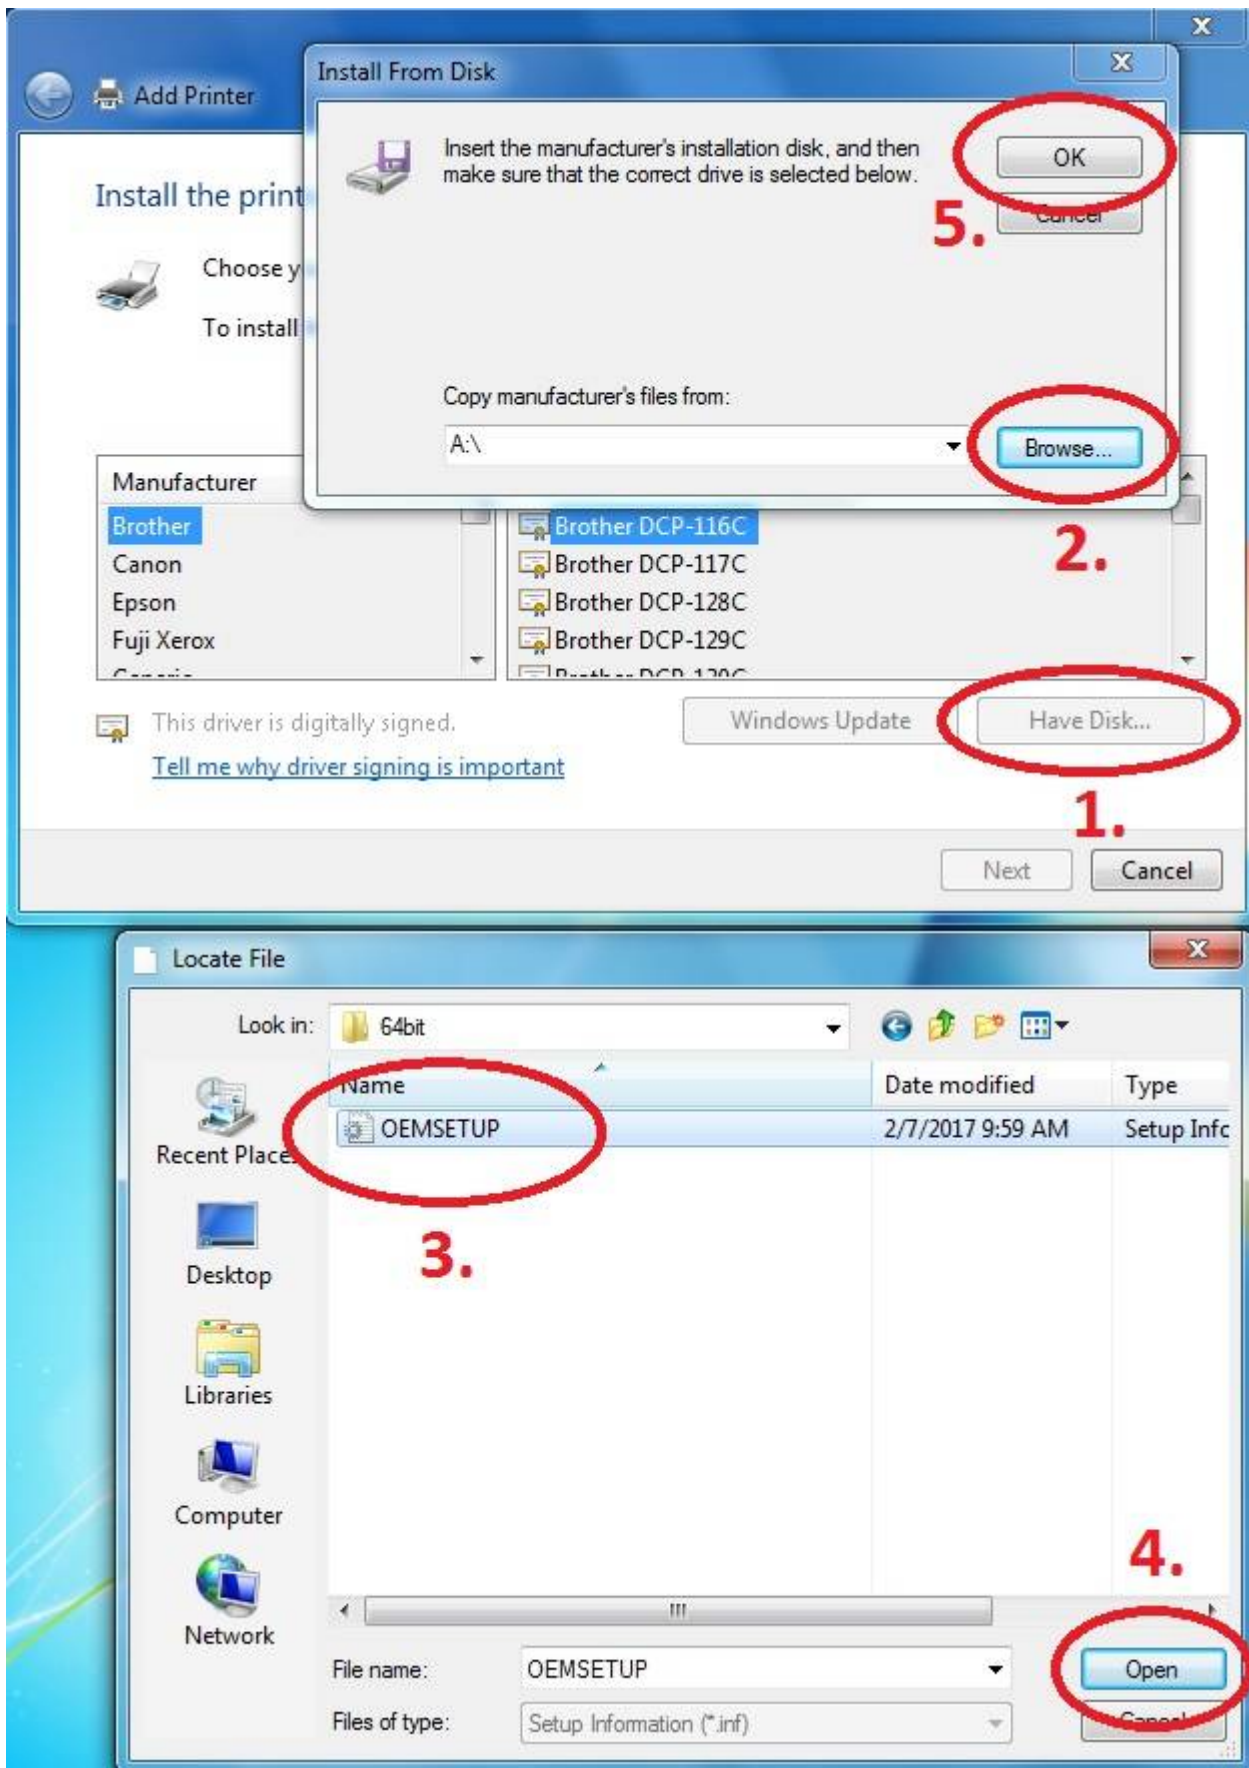 Add Printer
Install From Disk
Insert the manufacturer's installation disk, and then
make sure that the correct drive is selected below.
OK
Cancel
5.
Install the print
Choose y
To install
Copy manufacturer's files from:
A:\
Browse...
2.
Manufacturer
Brother
Canon
Epson
Fuji Xerox
Brother DCP-116C
Brother DCP-117C
Brother DCP-128C
Brother DCP-129C
This driver is digitally signed.
Windows Update
Have Disk...
Tell me why driver signing is important
1.
Next
Cancel
Locate File
Look in:
64bit
Name
Date modified
Type
OEMSETUP
2/7/2017 9:59 AM
Setup Info
3.
Recent Places
Desktop
Libraries
Computer
Network
4.
File name:
OEMSETUP
Open
Files of type:
Setup Information (*.inf)
Cancel